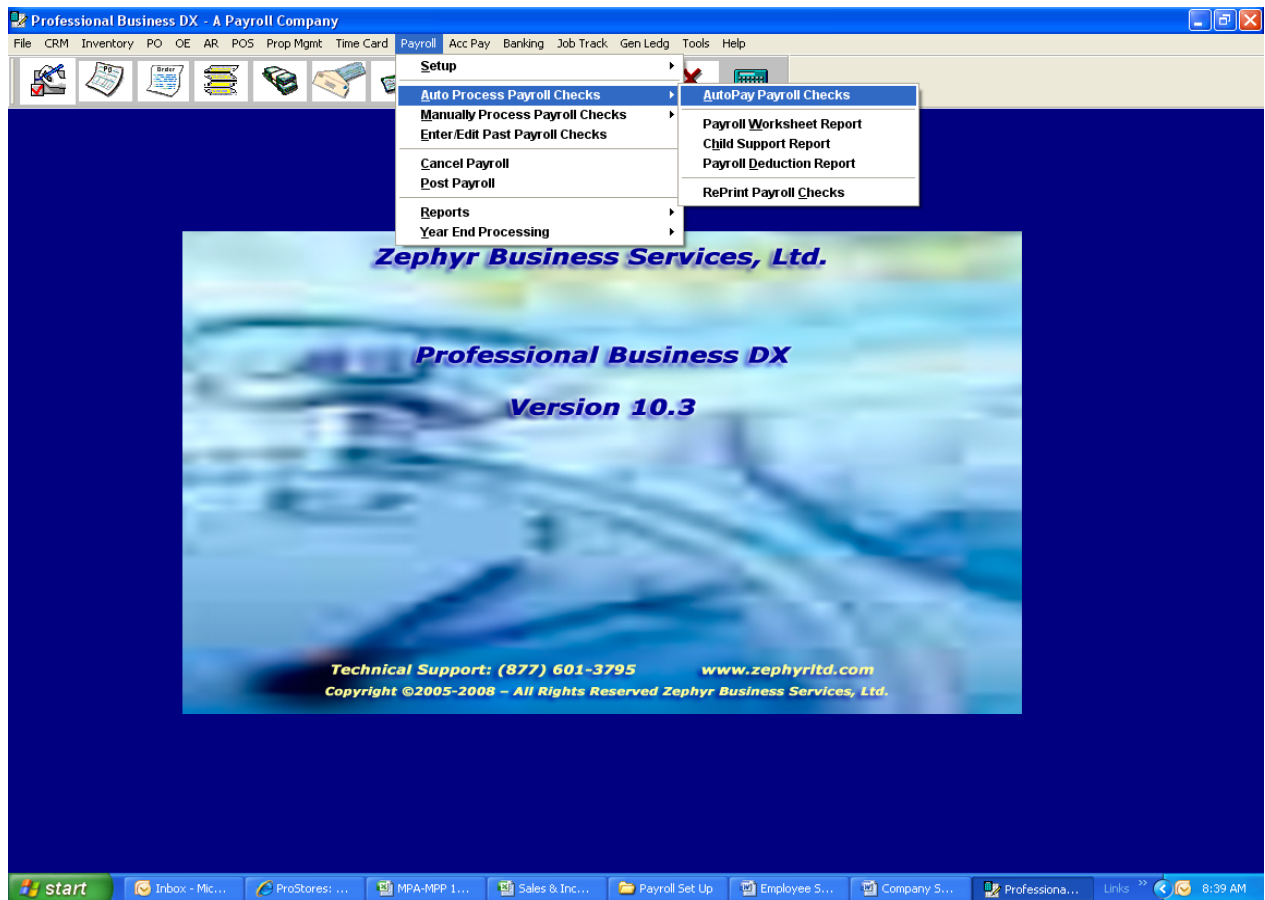 Professional Business DX - A Payroll Company
File CRM Inventory PO OE AR POS Prop Mgmt Time Card Payroll Acc Pay Banking Job Track Gen Ledg Tools Help
PO
Order
Setup
Auto Process Payroll Checks
Manually Process Payroll Checks
Enter/Edit Past Payroll Checks
Cancel Payroll
Post Payroll
Reports
Year End Processing
AutoPay Payroll Checks
Payroll Worksheet Report
Child Support Report
Payroll Deduction Report
RePrint Payroll Checks
Zephyr Business Services, Ltd.
Professional Business DX
Version 10.3
Technical Support: (877) 601-3795 www.zephyrltd.com
Copyright ©2005-2008 – All Rights Reserved Zephyr Business Services, Ltd.
start Inbox - Mic... ProStores: ... MPA-MPP 1... Sales & Inc... Payroll Set Up Employee S... Company S... Professiona... Links » 8:39 AM